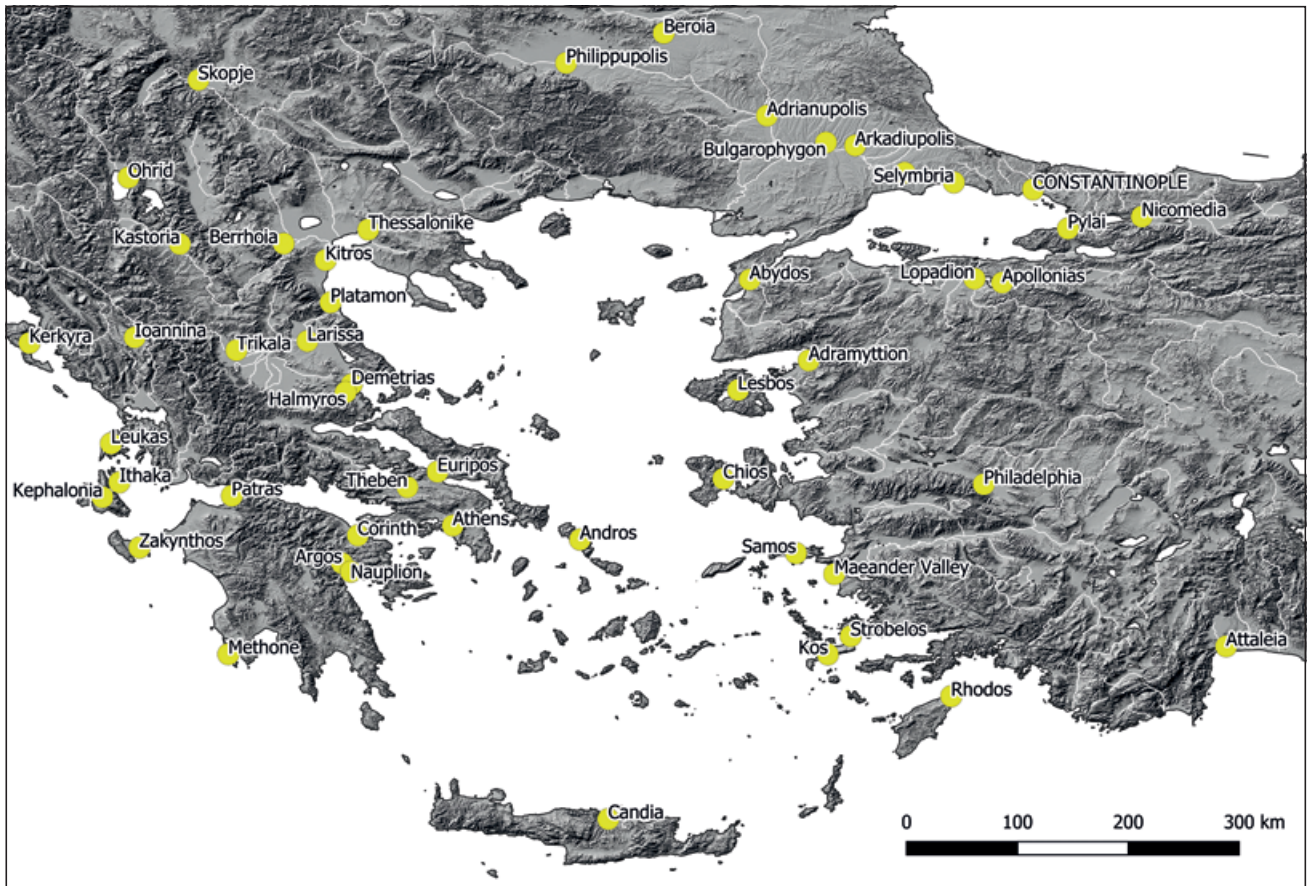 Beroia
Philippupolis
Skopje
Adrianupolis
Bulgarophygon
Arkadiupolis
Ohrid
Selymbria
CONSTANTINOPLE
Nicomedia
Thessalonike
Pylai
Kastoria
Berrhoia
Kitros
Abydos
Lopadion
Apollonias
Platamon
Kerkyra
Ioannina
Trikala
Larissa
Adramyttion
Demetrias
Lesbos
Halmyros
Leukas
Euripos
Ithaka
Theben
Chios
Philadelphia
Kephalonia
Patras
Corinth
Athens
Andros
Zakynthos
Samos
Argos
Nauplion
Maeander Valley
Strobelos
Attaleia
Methone
Kos
Rhodos
Candia
0 100 200 300 km